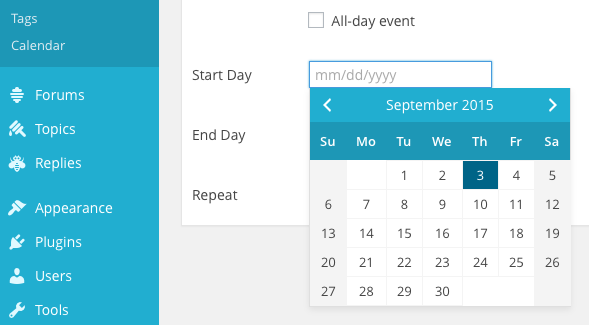 Tags
Calendar
Forums
Topics
Replies
Appearance
Plugins
Users
Tools
All-day event
Start Day
mm/dd/yyyy
End Day
Repeat
September 2015
Su Mo Tu We Th Fr Sa
1 2 3 4 5
6 7 8 9 10 11 12
13 14 15 16 17 18 19
20 21 22 23 24 25 26
27 28 29 30